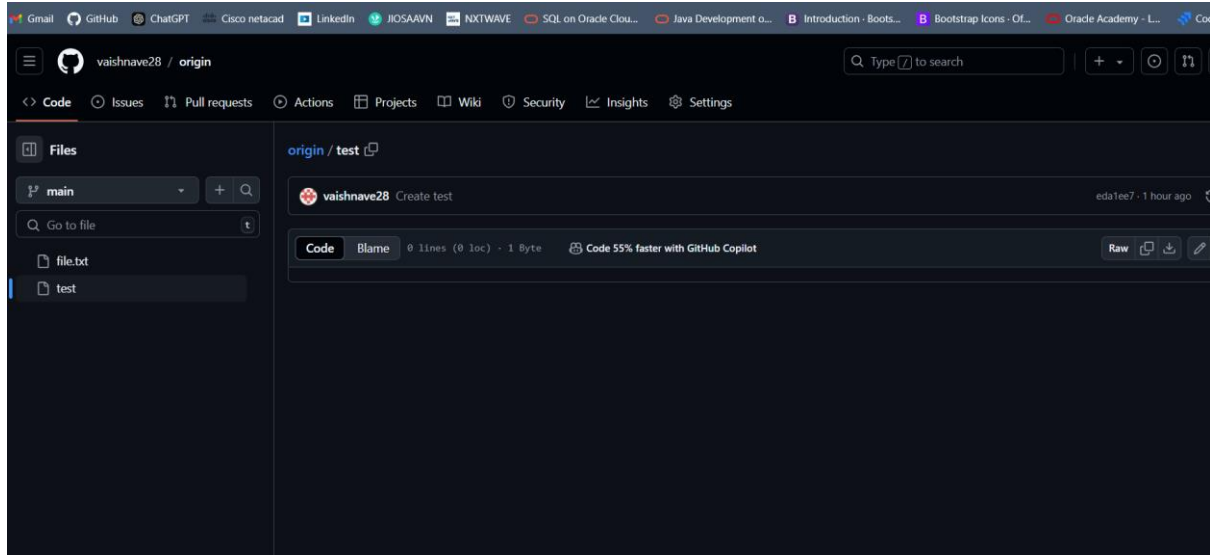 Gmail GitHub ChatGPT Cisco netacad LinkedIn JIOSAAVN NXTWAVE SQL on Oracle Clou... Java Development o... Introduction · Boots... Bootstrap Icons · Of... Oracle Academy - L...
vaishnave28 / origin Type / to search
Code Issues Pull requests Actions Projects Wiki Security Insights Settings
Files origin / test
main
vaishnave28 Create test eda1ee7 · 1 hour ago
Go to file t
Code Blame 0 lines (0 loc) · 1 Byte Code 55% faster with GitHub Copilot Raw
file.txt
test